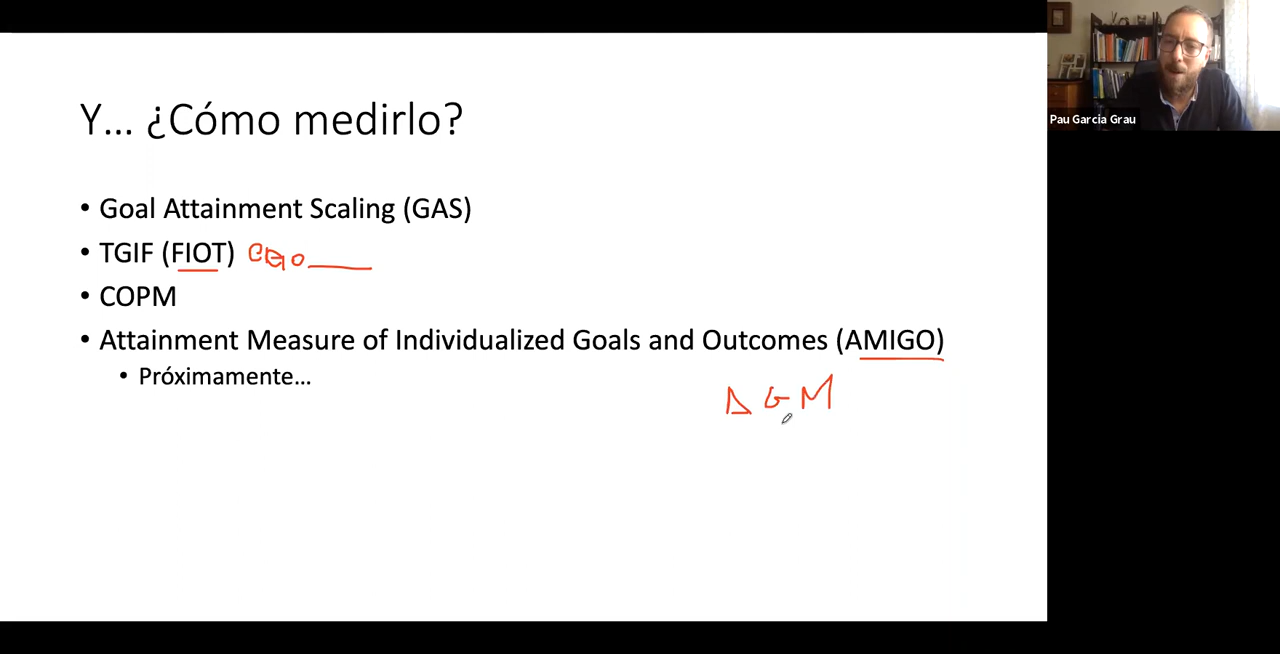 Y... ¿Cómo medirlo?
• Goal Attainment Scaling (GAS)
• TGIF (FIOT)
• COPM
• Attainment Measure of Individualized Goals and Outcomes (AMIGO)
• Próximamente...
G M
Pau García Grau